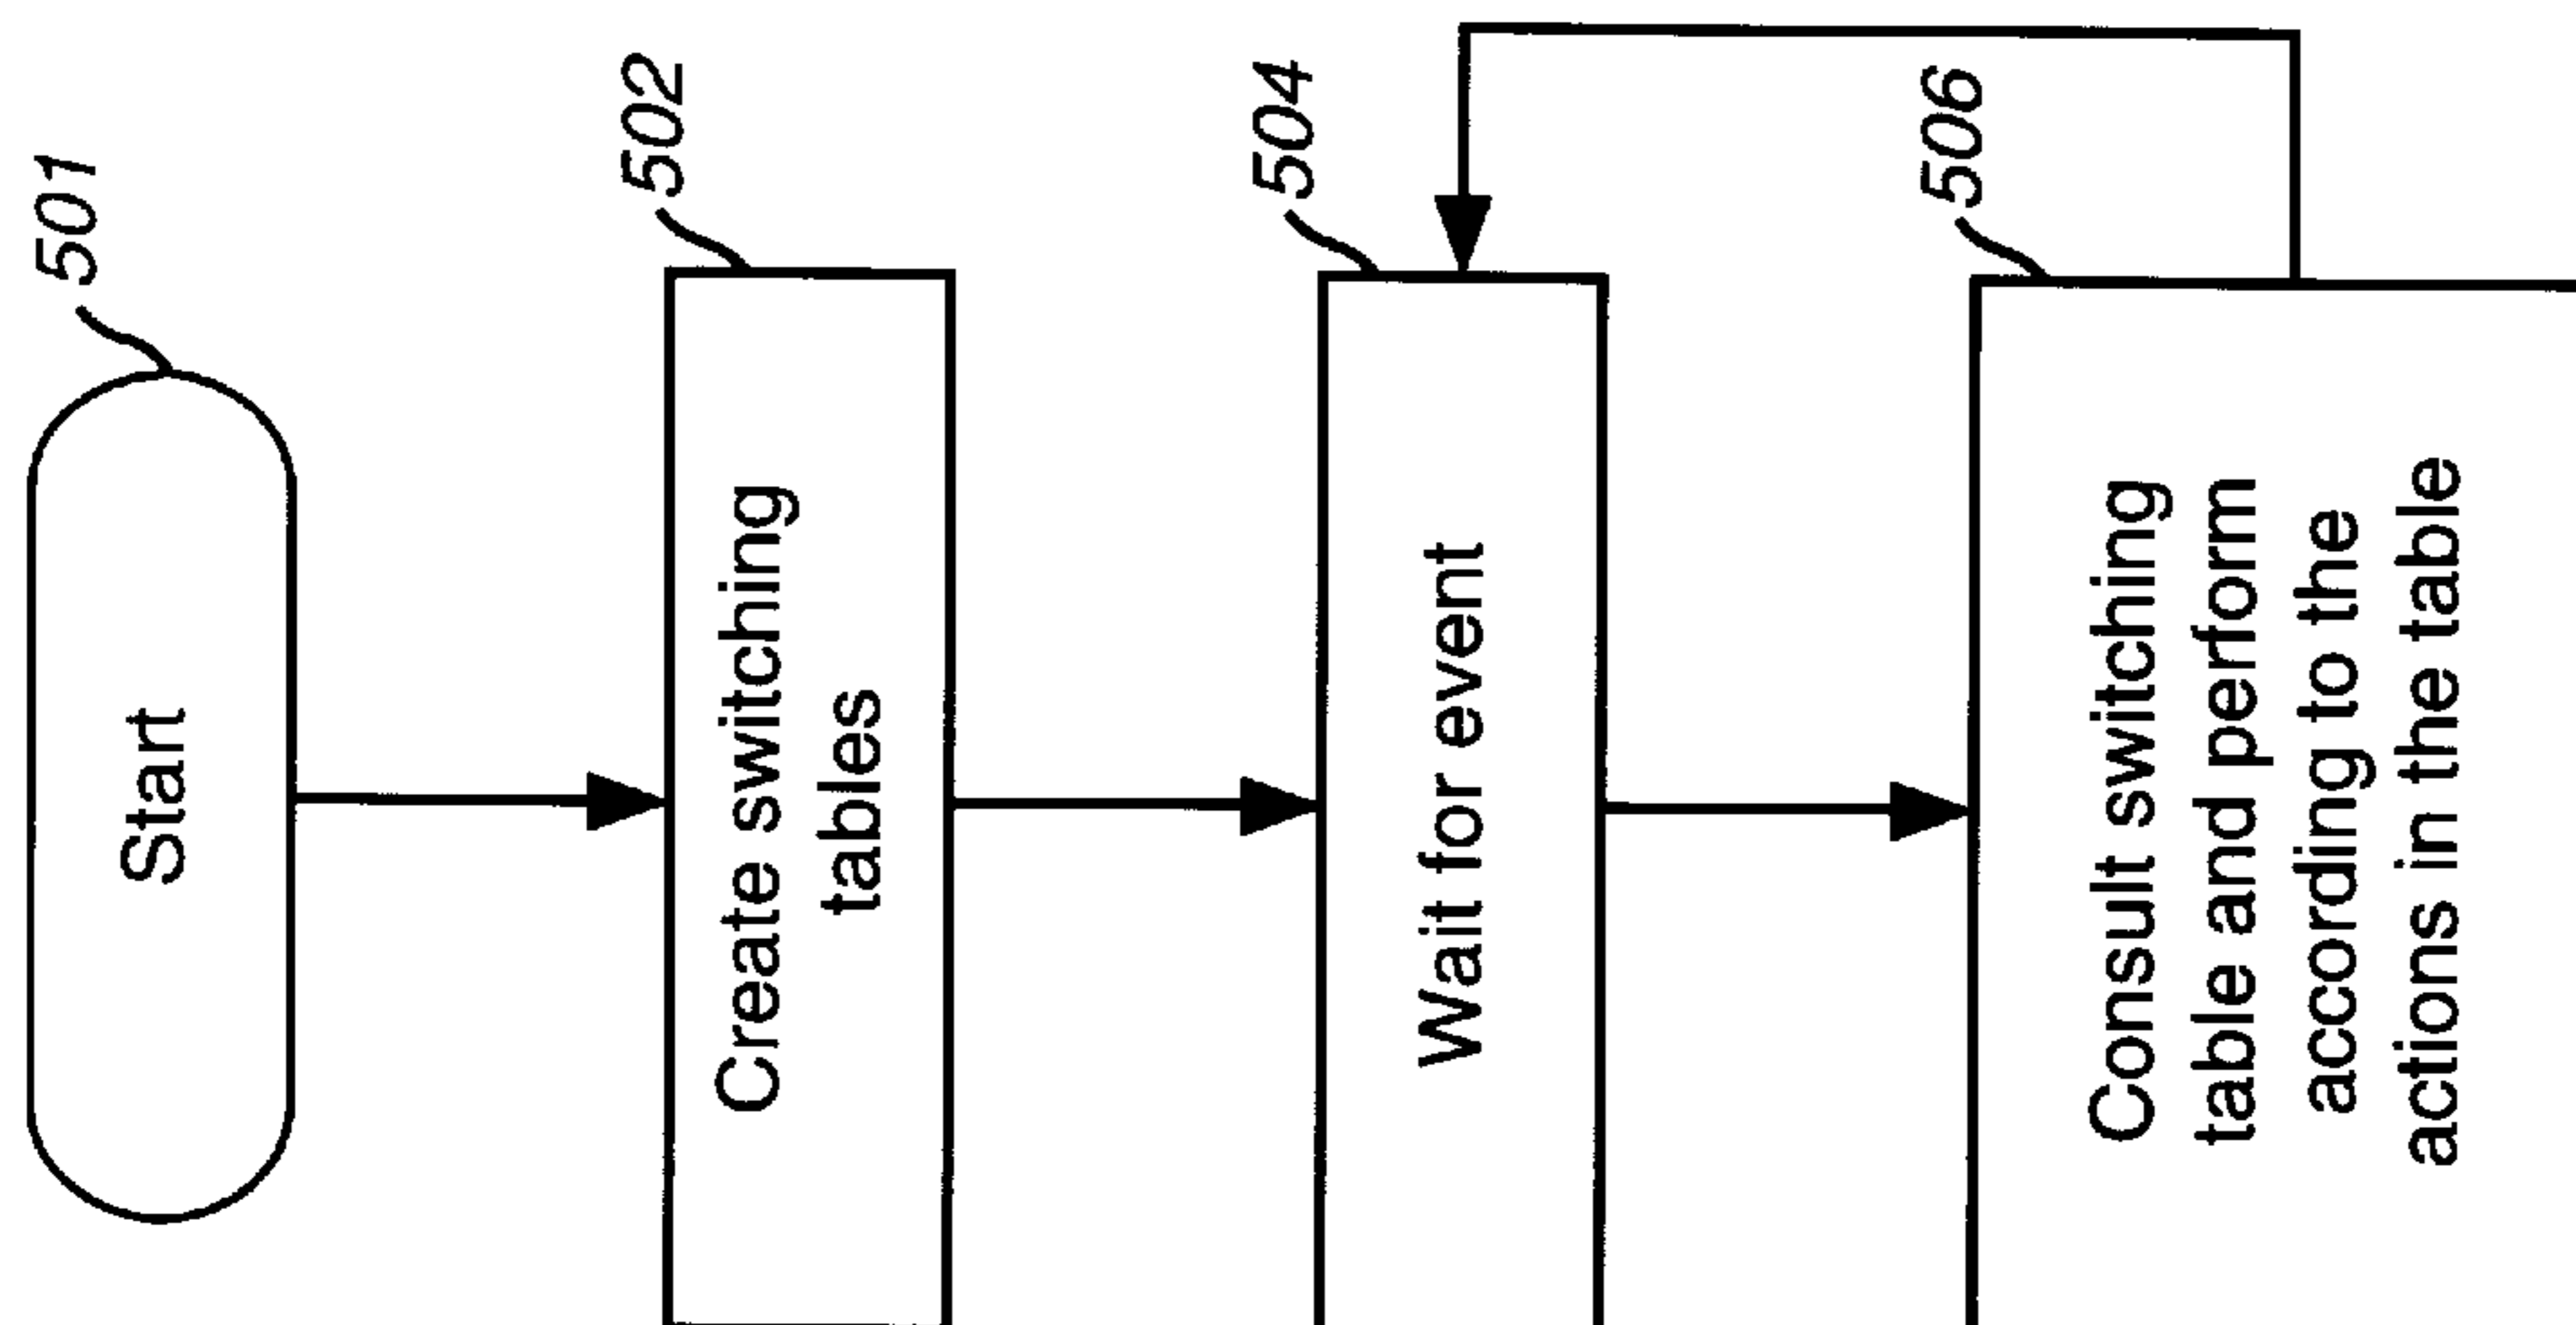 501
Start
502
Create switching
tables
504
Wait for event
506
Consult switching
table and perform
according to the
actions in the table